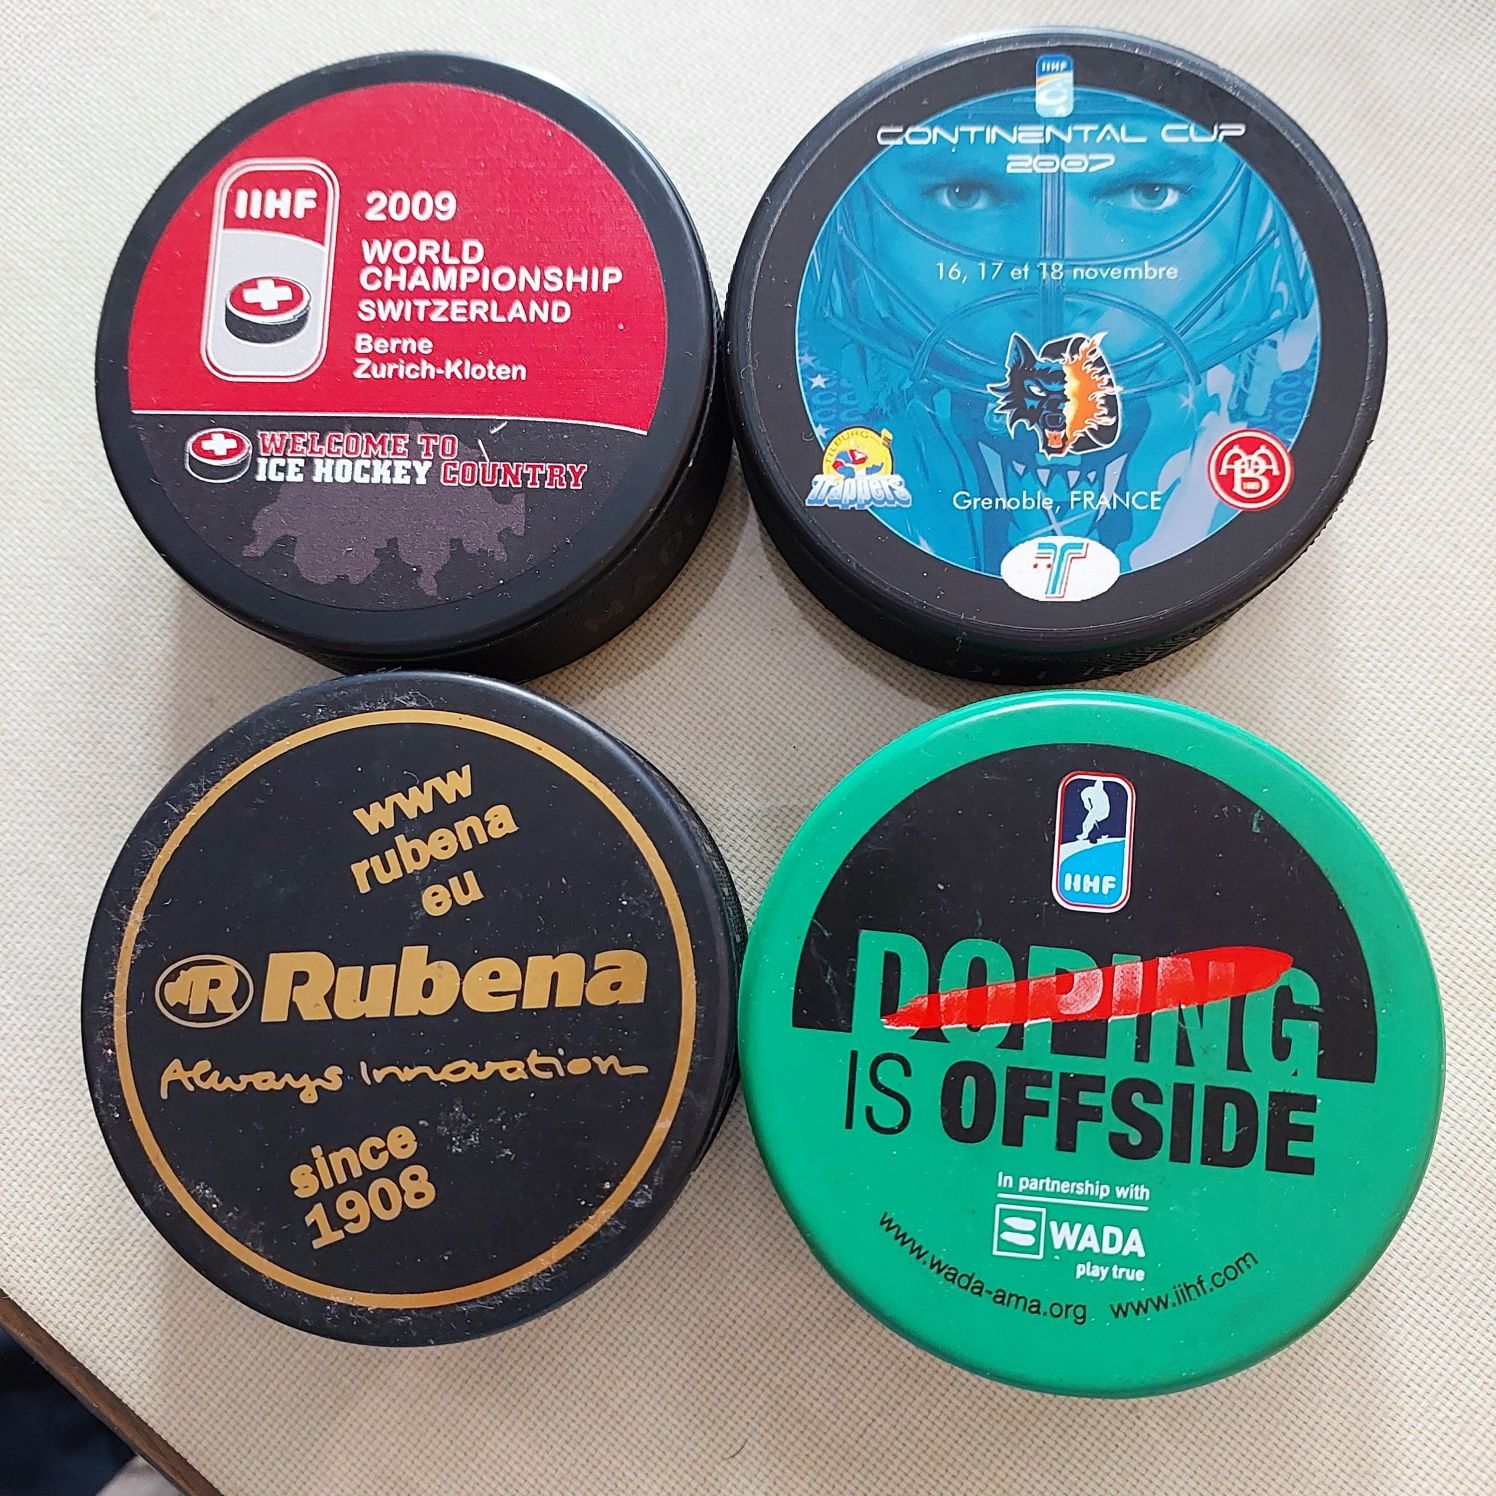 IIHF
2009
WORLD
CHAMPIONSHIP
SWITZERLAND
Berne
Zurich-Kloten
WELCOME TO
ICE HOCKEY COUNTRY
IIHF
CONTINENTAL CUP
2007
16, 17 et 18 novembre
TILBURG
Trappers
Grenoble, FRANCE
www
rubena
eu
R Rubena
Always Innovation
since
1908
IIHF
DOPING
IS OFFSIDE
In partnership with
WADA
play true
www.wada-ama.org www.iihf.com